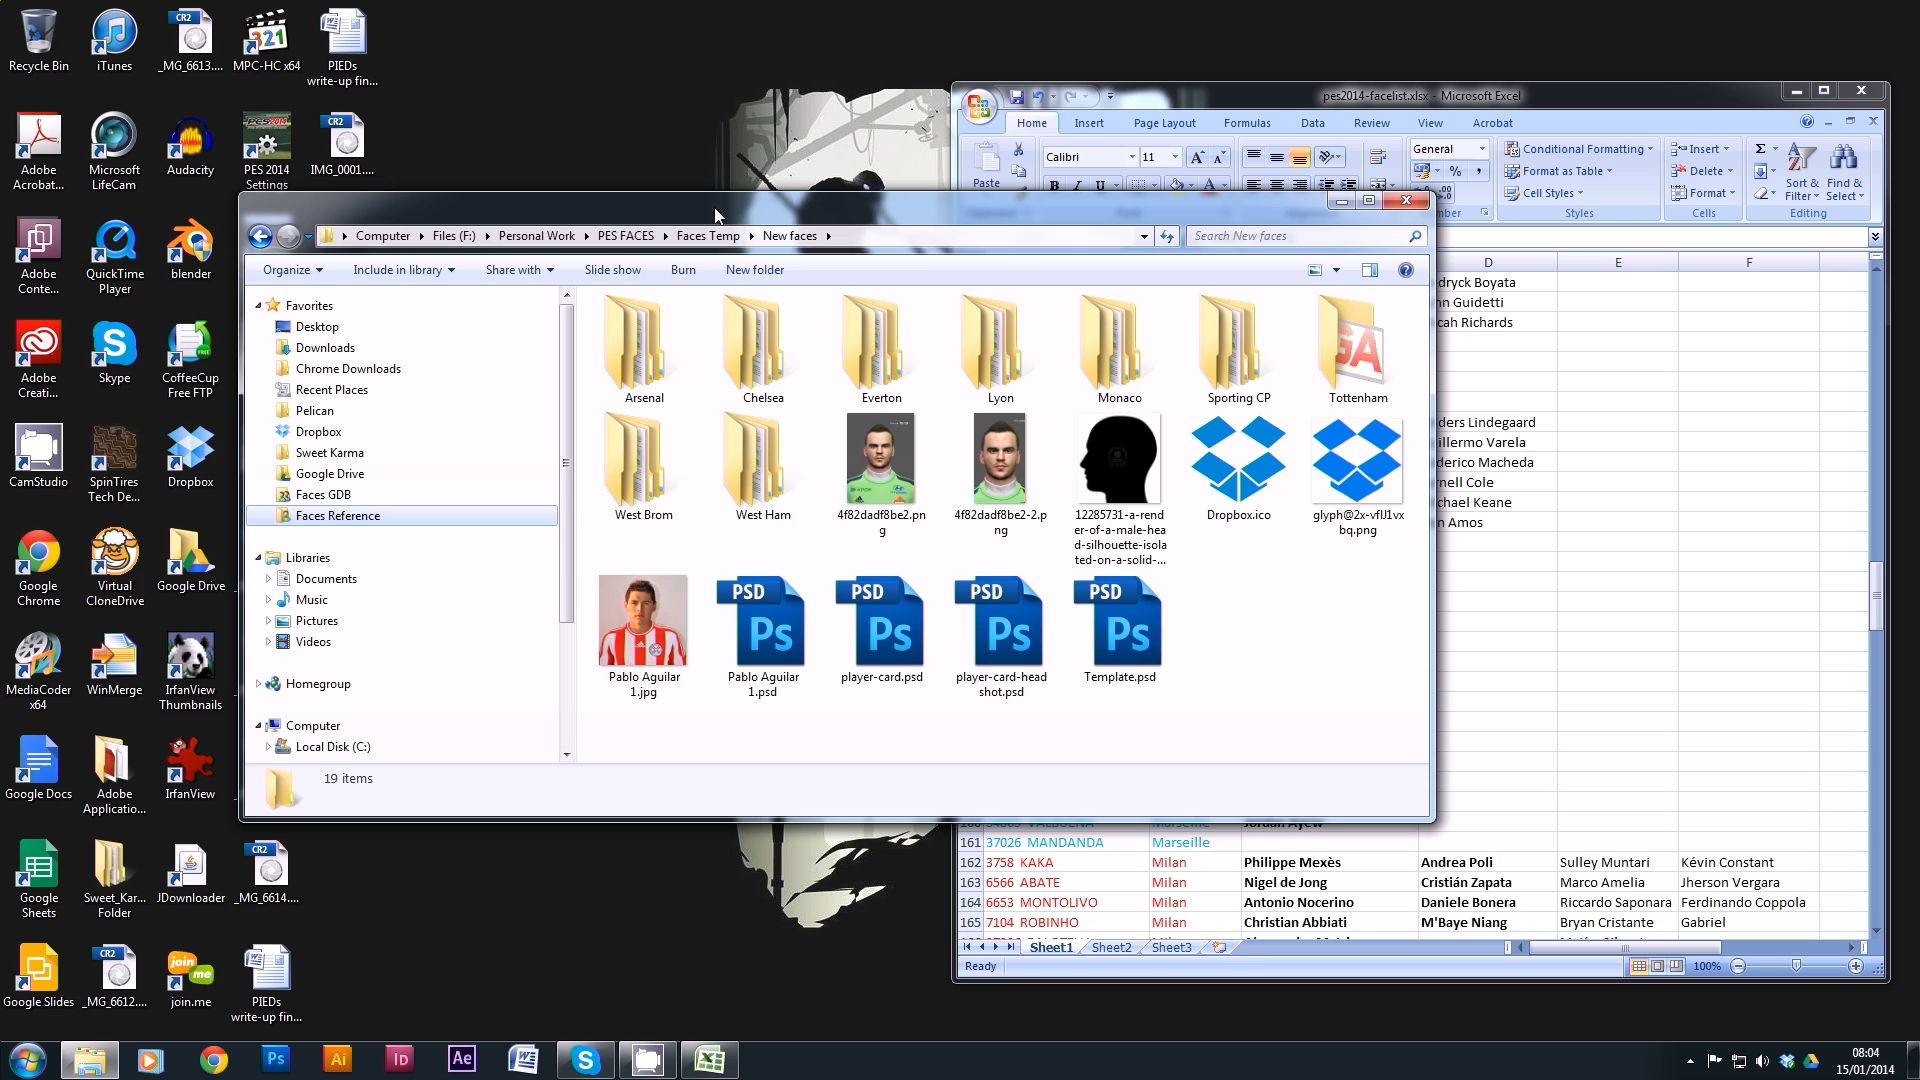 Recycle Bin
iTunes
_MG_6613....
MPC-HC x64
PIEDs
write-up fin...
Adobe
Acrobat...
Microsoft
LifeCam
Audacity
PES 2014
Settings
IMG_0001....
Adobe
Conte...
QuickTime
Player
blender
Adobe
Creati...
Skype
CoffeeCup
Free FTP
CamStudio
SpinTires
Tech De...
Dropbox
Google
Chrome
Virtual
CloneDrive
Google Drive
MediaCoder
x64
WinMerge
IrfanView
Thumbnails
Google Docs
Adobe
Applicatio...
IrfanView
Google
Sheets
Sweet_Kar...
Folder
JDownloader
_MG_6614....
Google Slides
_MG_6612....
join.me
PIEDs
write-up fin...
Computer Files (F:) Personal Work PES FACES Faces Temp New faces
Search New faces
Organize Include in library Share with Slide show Burn New folder
Favorites
Desktop
Downloads
Chrome Downloads
Recent Places
Pelican
Dropbox
Sweet Karma
Google Drive
Faces GDB
Faces Reference
Libraries
Documents
Music
Pictures
Videos
Homegroup
Computer
Local Disk (C:)
Arsenal
Chelsea
Everton
Lyon
Monaco
Sporting CP
GA
Tottenham
West Brom
West Ham
4f82dadf8be2.pn
g
4f82dadf8be2-2.p
ng
12285731-a-rend
er-of-a-male-hea
d-silhouette-isola
ted-on-a-solid-...
Dropbox.ico
glyph@2x-vflJ1vx
bq.png
Pablo Aguilar
1.jpg
PSD
Ps
Pablo Aguilar
1.psd
PSD
Ps
player-card.psd
PSD
Ps
player-card-head
shot.psd
PSD
Ps
Template.psd
19 items
pes2014-facelist.xlsx - Microsoft Excel
Home Insert Page Layout Formulas Data Review View Acrobat
Paste
Calibri 11
General
Conditional Formatting
Format as Table
Cell Styles
Styles
Insert
Delete
Format
Cells
Sort &
Filter
Find &
Select
Editing
D E F
dryck Boyata
nn Guidetti
cah Richards
ders Lindegaard
illermo Varela
derico Macheda
rnell Cole
chael Keane
n Amos
161 37026 MANDANDA Marseille
162 3758 KAKA Milan Philippe Mexès Andrea Poli Sulley Muntari Kévin Constant
163 6566 ABATE Milan Nigel de Jong Cristián Zapata Marco Amelia Jherson Vergara
164 6653 MONTOLIVO Milan Antonio Nocerino Daniele Bonera Riccardo Saponara Ferdinando Coppola
165 7104 ROBINHO Milan Christian Abbiati M'Baye Niang Bryan Cristante Gabriel
Sheet1 Sheet2 Sheet3
Ready
100%
Ps
Ai
Id
Ae
08:04
15/01/2014